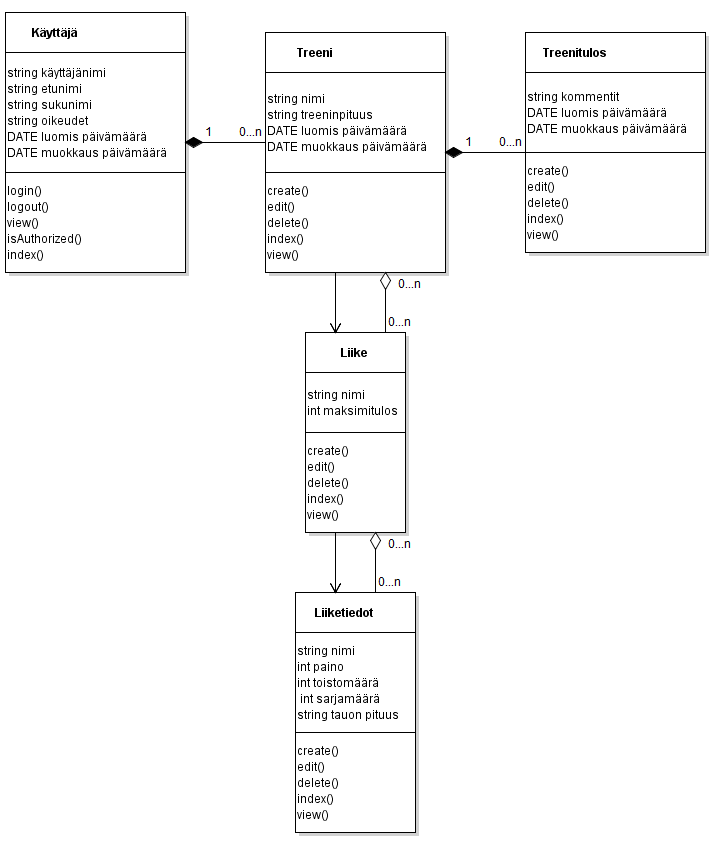 Käyttäjä
string käyttäjänimi
string etunimi
string sukunimi
string oikeudet
DATE luomis päivämäärä
DATE muokkaus päivämäärä
login()
logout()
view()
isAuthorized()
index()
1
0...n
Treeni
string nimi
string treeninpituus
DATE luomis päivämäärä
DATE muokkaus päivämäärä
create()
edit()
delete()
index()
view()
1
0...n
Treenitulos
string kommentit
DATE luomis päivämäärä
DATE muokkaus päivämäärä
create()
edit()
delete()
index()
view()
0...n
0...n
Liike
string nimi
int maksimitulos
create()
edit()
delete()
index()
view()
0...n
0...n
Liiketiedot
string nimi
int paino
int toistomäärä
int sarjamäärä
string tauon pituus
create()
edit()
delete()
index()
view()